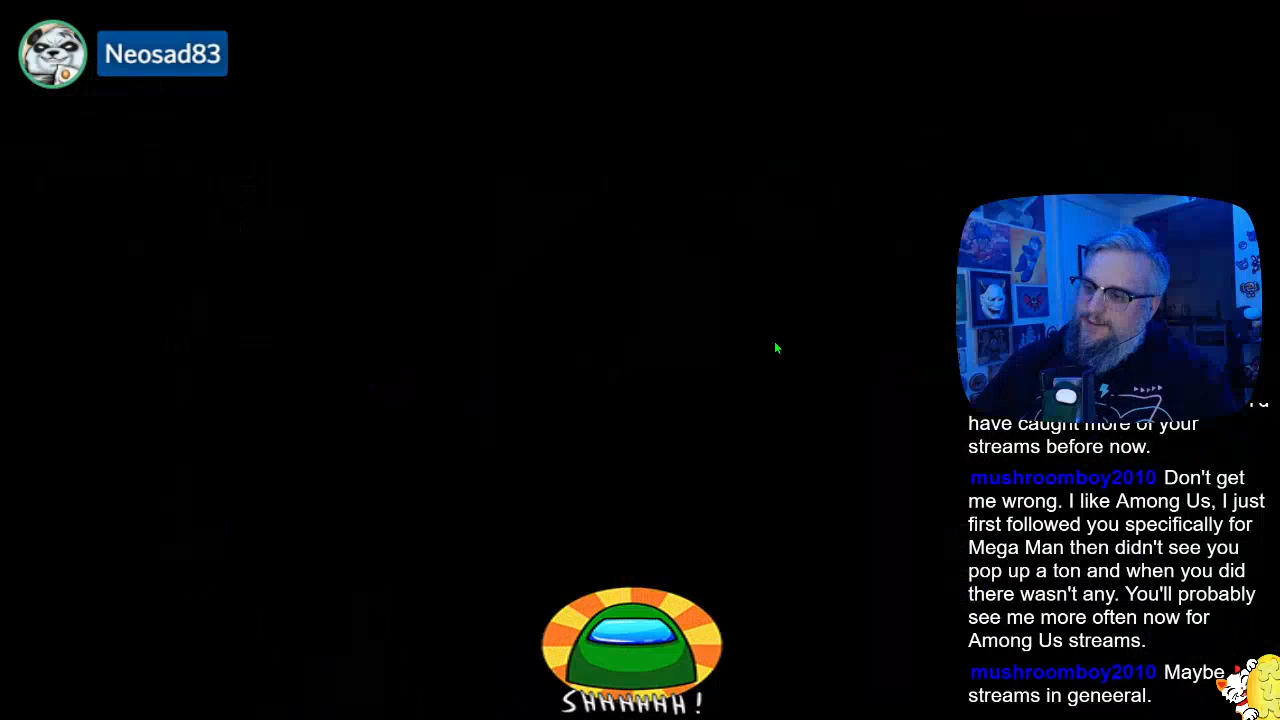 Neosad83
have caught more of your
streams before now.
mushroomboy2010 Don't get
me wrong. I like Among Us, I just
first followed you specifically for
Mega Man then didn't see you
pop up a ton and when you did
there wasn't any. You'll probably
see me more often now for
Among Us streams.
mushroomboy2010 Maybe
streams in geneeral.
SHHHHHH!